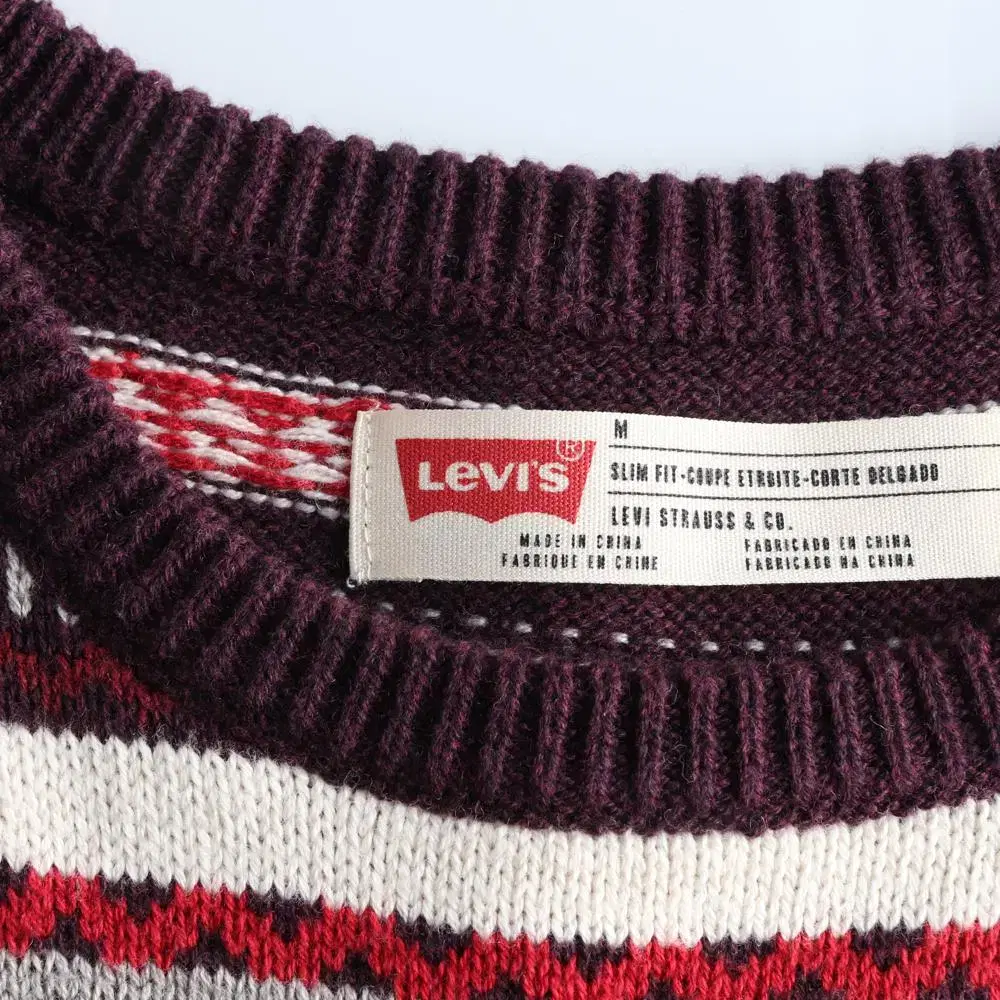 LEVI'S®
M
SLIM FIT-COUPE ETROITE-CORTE DELGADO
LEVI STRAUSS & CO.
MADE IN CHINA
FABRIQUE EN CHINE
FABRICADO EN CHINA
FABRICADO NA CHINA